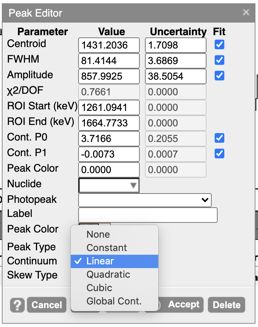 Peak Editor
Parameter Value Uncertainty Fit
Centroid 1431.2036 1.7098
FWHM 81.4144 3.6869
Amplitude 857.9925 38.5054
χ2/DOF 0.7661 0.0000
ROI Start (keV) 1261.0941 0.0000
ROI End (keV) 1664.7733 0.0000
Cont. P0 3.7166 0.2055
Cont. P1 -0.0073 0.0007
Peak Color 0.0000 0.0000
Nuclide
Photopeak
Label
Peak Color
Peak Type
Continuum
Skew Type
None
Constant
✓ Linear
Quadratic
Cubic
Global Cont.
? Cancel Accept Delete